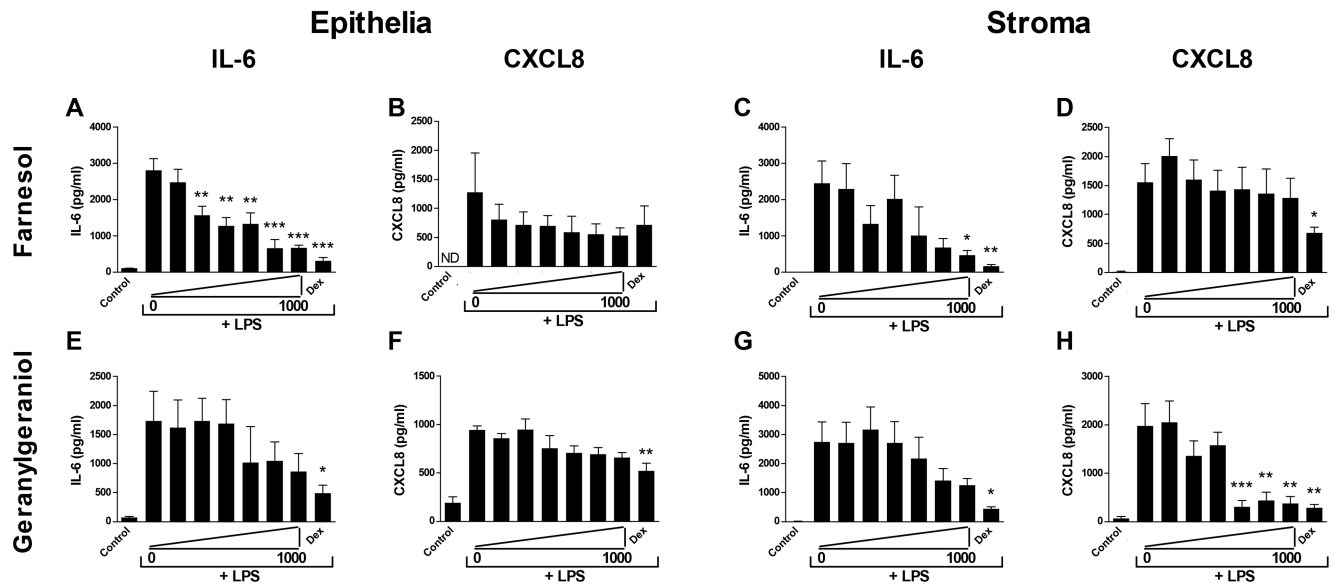 Epithelia
Stroma
IL-6
CXCL8
IL-6
CXCL8
Farnesol
A
IL-6 (pg/ml)
4000
3000
2000
1000
0
**
**
**
***
***
***
Control
0
1000
Dex
+ LPS
B
CXCL8 (pg/ml)
2500
2000
1500
1000
500
0
ND
Control
0
1000
Dex
+ LPS
C
IL-6 (pg/ml)
4000
3000
2000
1000
0
*
**
Control
0
1000
Dex
+ LPS
D
CXCL8 (pg/ml)
2500
2000
1500
1000
500
0
*
Control
0
1000
Dex
+ LPS
Geranylgeraniol
E
IL-6 (pg/ml)
2500
2000
1500
1000
500
0
*
Control
0
1000
Dex
+ LPS
F
CXCL8 (pg/ml)
1500
1000
500
0
**
Control
0
1000
Dex
+ LPS
G
IL-6 (pg/ml)
5000
4000
3000
2000
1000
0
*
Control
0
1000
Dex
+ LPS
H
CXCL8 (pg/ml)
3000
2000
1000
0
***
**
**
**
Control
0
1000
Dex
+ LPS